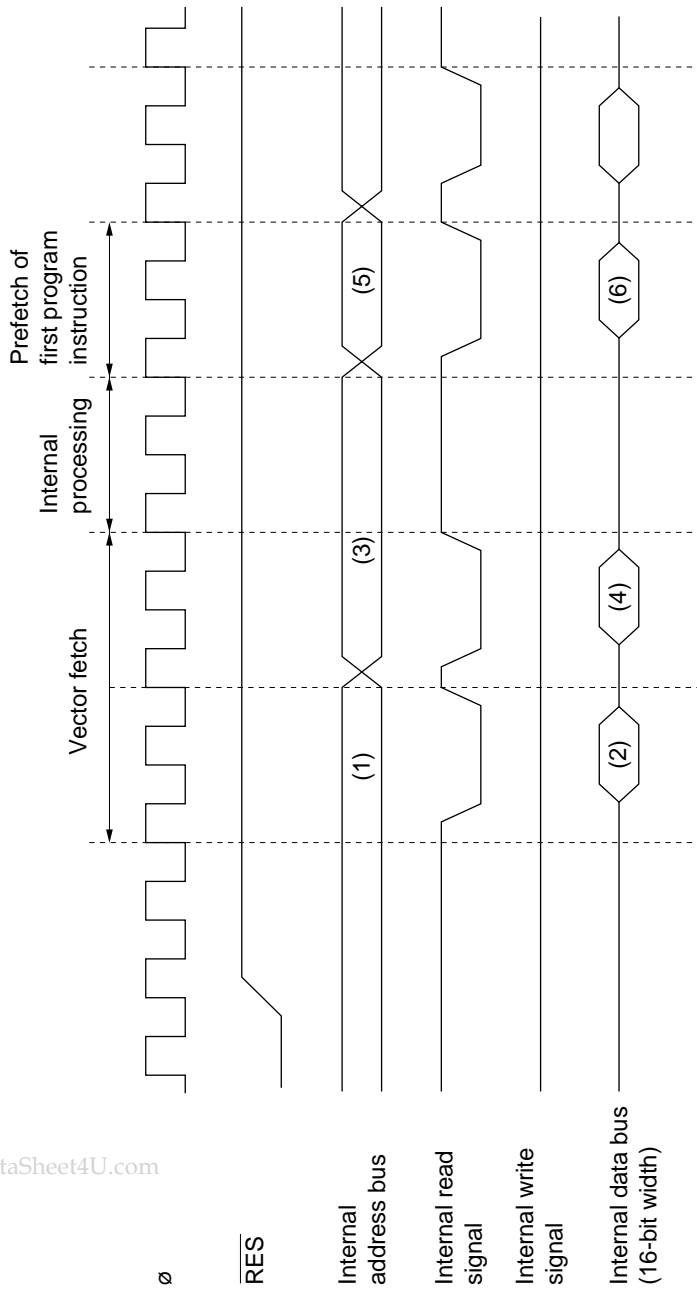 Vector fetch
Internal
processing
Prefetch of
first program
instruction
ø
RES
Internal
address bus
(1)
(3)
(5)
Internal read
signal
Internal write
signal
Internal data bus
(16-bit width)
(2)
(4)
(6)
taSheet4U.com